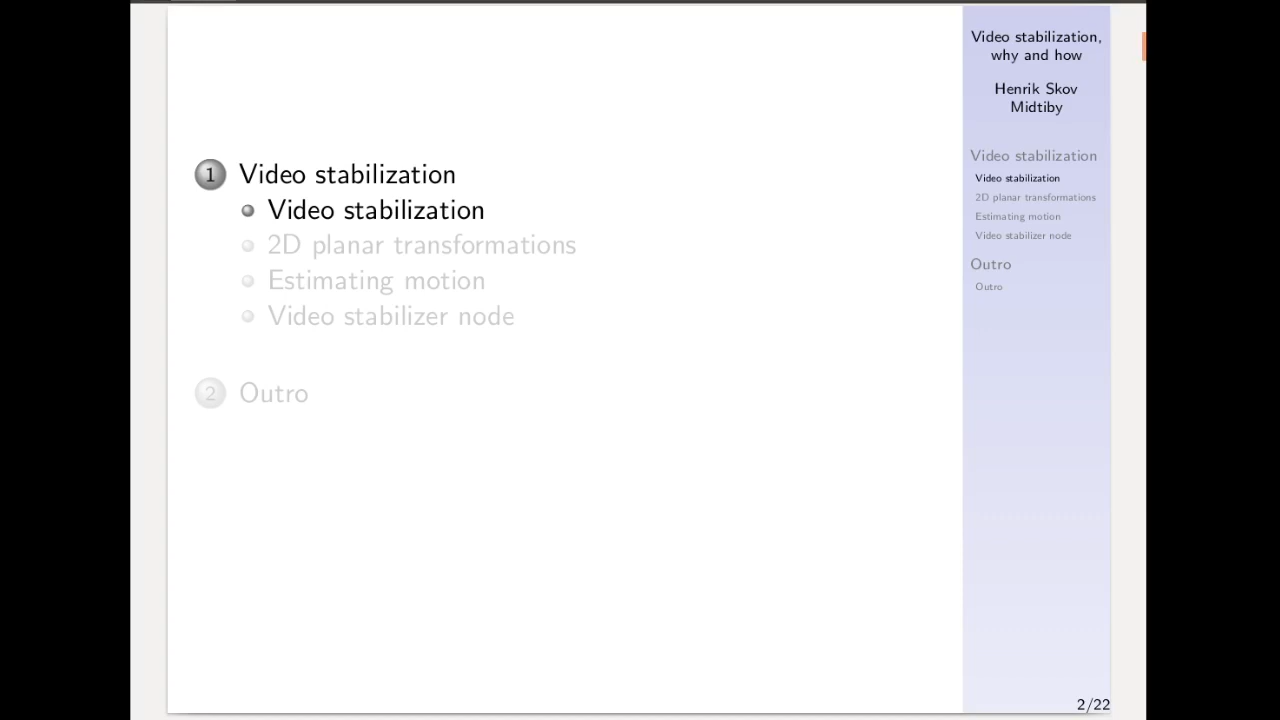 1 Video stabilization
Video stabilization
2D planar transformations
Estimating motion
Video stabilizer node
2 Outro
Video stabilization,
why and how
Henrik Skov
Midtiby
Video stabilization
Video stabilization
2D planar transformations
Estimating motion
Video stabilizer node
Outro
Outro
2/22